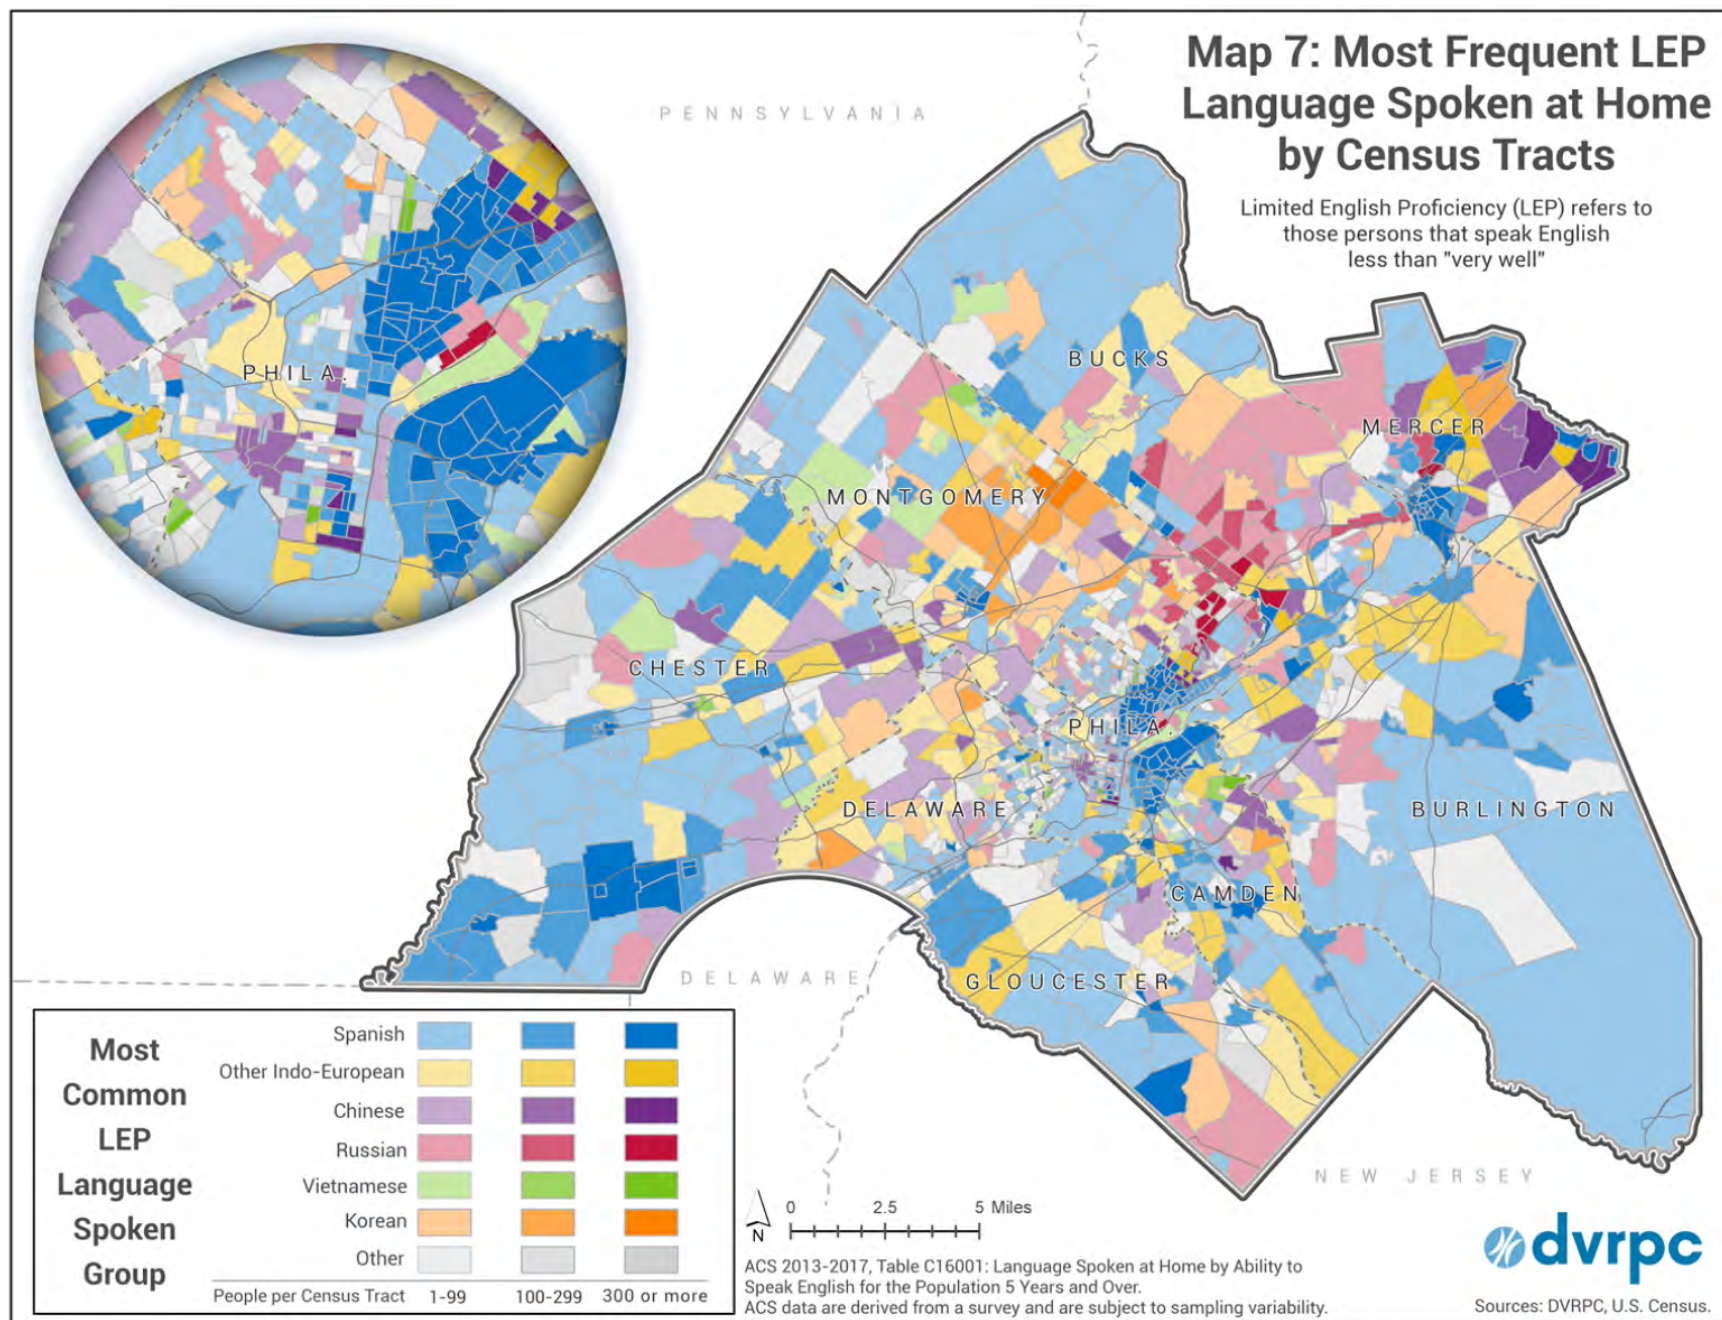 Map 7: Most Frequent LEP
Language Spoken at Home
by Census Tracts
Limited English Proficiency (LEP) refers to
those persons that speak English
less than "very well"
PENNSYLVANIA
BUCKS
MERCER
MONTGOMERY
CHESTER
PHILA.
PHILA.
DELAWARE
BURLINGTON
CAMDEN
GLOUCESTER
DELAWARE
NEW JERSEY
Most
Common
LEP
Language
Spoken
Group
Spanish
Other Indo-European
Chinese
Russian
Vietnamese
Korean
Other
People per Census Tract 1-99 100-299 300 or more
N
0 2.5 5 Miles
ACS 2013-2017, Table C16001: Language Spoken at Home by Ability to
Speak English for the Population 5 Years and Over.
ACS data are derived from a survey and are subject to sampling variability.
dvrpc
Sources: DVRPC, U.S. Census.